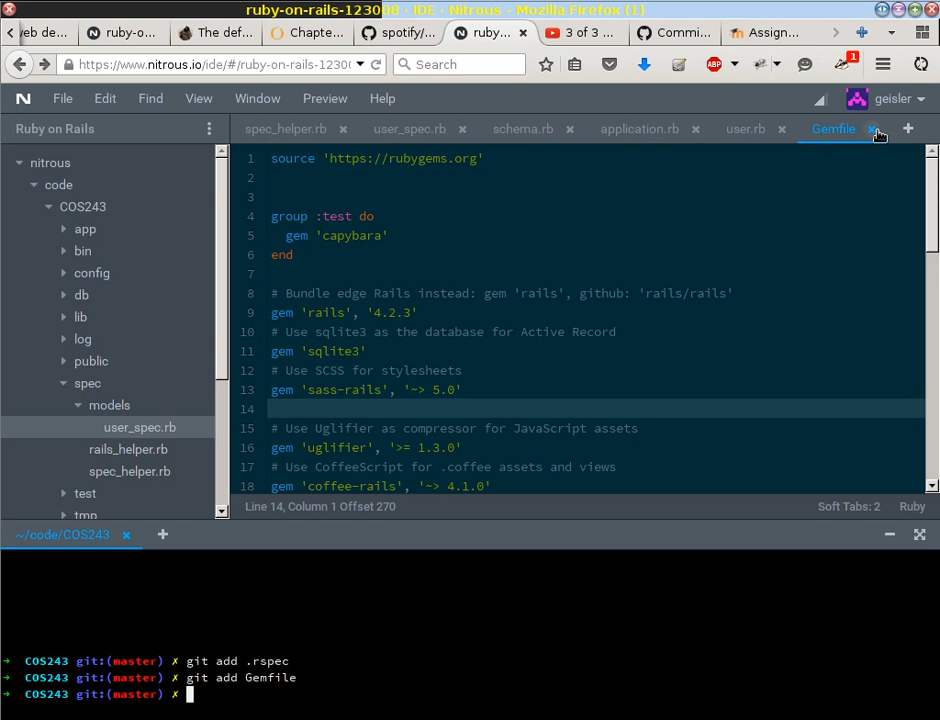 ruby-on-rails-123008 - IDE - Nitrous - Mozilla Firefox (1)
web de... ruby-o... The def... Chapte... spotify/... ruby... 3 of 3 ... Commi... Assign...
https://www.nitrous.io/ide/#/ruby-on-rails-1230 Search ABP 1
N File Edit Find View Window Preview Help geisler
Ruby on Rails spec_helper.rb user_spec.rb schema.rb application.rb user.rb Gemfile
nitrous
code
COS243
app
bin
config
db
lib
log
public
spec
models
user_spec.rb
rails_helper.rb
spec_helper.rb
test
tmp
1 source 'https://rubygems.org'
2
3
4 group :test do
5 gem 'capybara'
6 end
7
8 # Bundle edge Rails instead: gem 'rails', github: 'rails/rails'
9 gem 'rails', '4.2.3'
10 # Use sqlite3 as the database for Active Record
11 gem 'sqlite3'
12 # Use SCSS for stylesheets
13 gem 'sass-rails', '~> 5.0'
14
15 # Use Uglifier as compressor for JavaScript assets
16 gem 'uglifier', '>= 1.3.0'
17 # Use CoffeeScript for .coffee assets and views
18 gem 'coffee-rails', '~> 4.1.0'
Line 14, Column 1 Offset 270 Soft Tabs: 2 Ruby
~/code/COS243
→ COS243 git:(master) ✗ git add .rspec
→ COS243 git:(master) ✗ git add Gemfile
→ COS243 git:(master) ✗